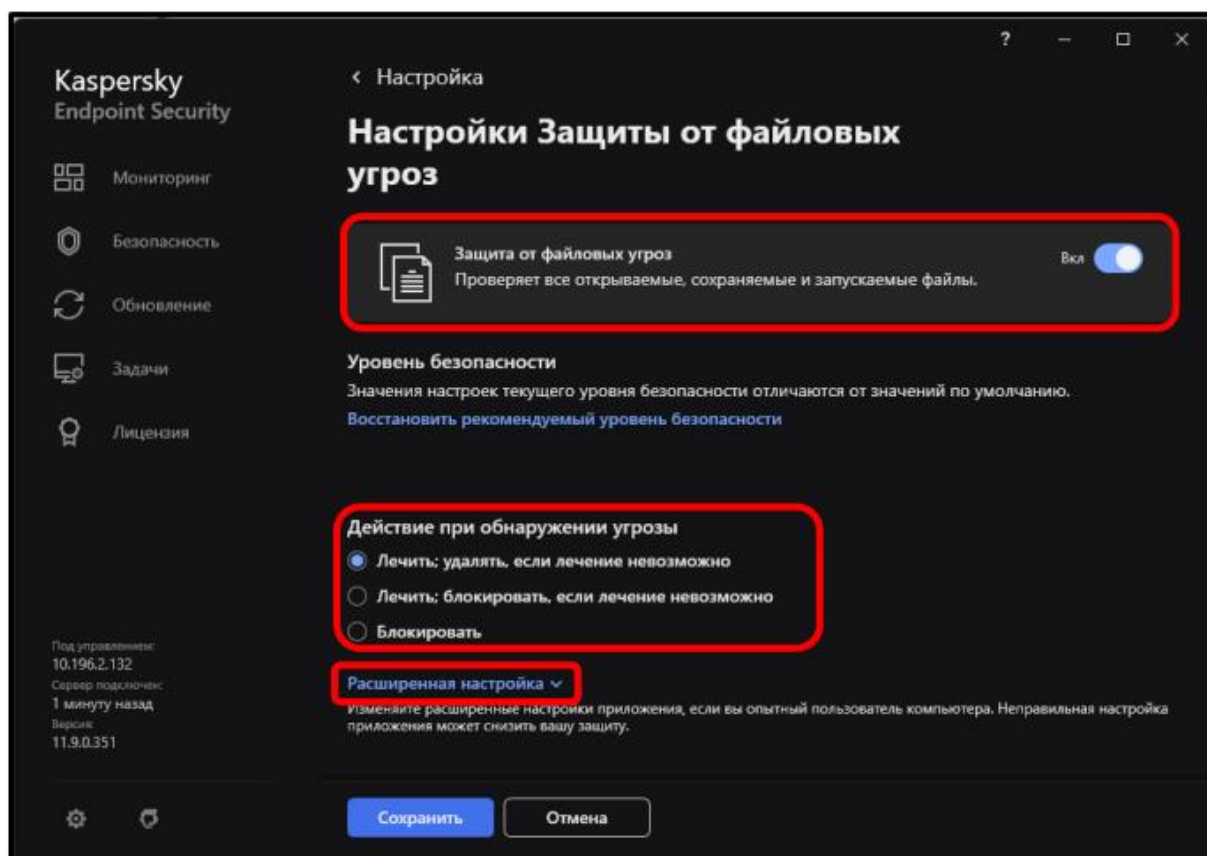 ?
Kaspersky
Endpoint Security
Мониторинг
Безопасность
Обновление
Задачи
Лицензия
Под управлением:
10.196.2.132
Сервер подключен:
1 минуту назад
Версия:
11.9.0.351
Настройка
Настройки Защиты от файловых
угроз
Защита от файловых угроз
Вкл
Проверяет все открываемые, сохраняемые и запускаемые файлы.
Уровень безопасности
Значения настроек текущего уровня безопасности отличаются от значений по умолчанию.
Восстановить рекомендуемый уровень безопасности
Действие при обнаружении угрозы
Лечить; удалять, если лечение невозможно
Лечить; блокировать, если лечение невозможно
Блокировать
Расширенная настройка
Изменяйте расширенные настройки приложения, если вы опытный пользователь компьютера. Неправильная настройка
приложения может снизить вашу защиту.
Сохранить
Отмена